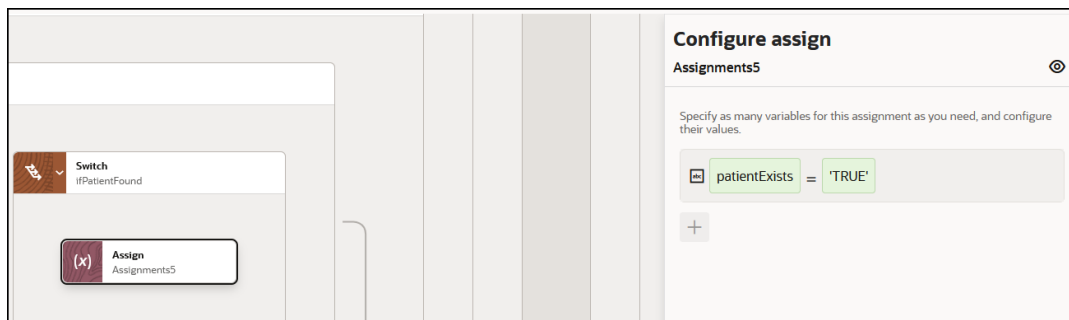 Configure assign
Assignments5
Specify as many variables for this assignment as you need, and configure
their values.
abc patientExists = 'TRUE'
+
Switch
ifPatientFound
(x) Assign
Assignments5